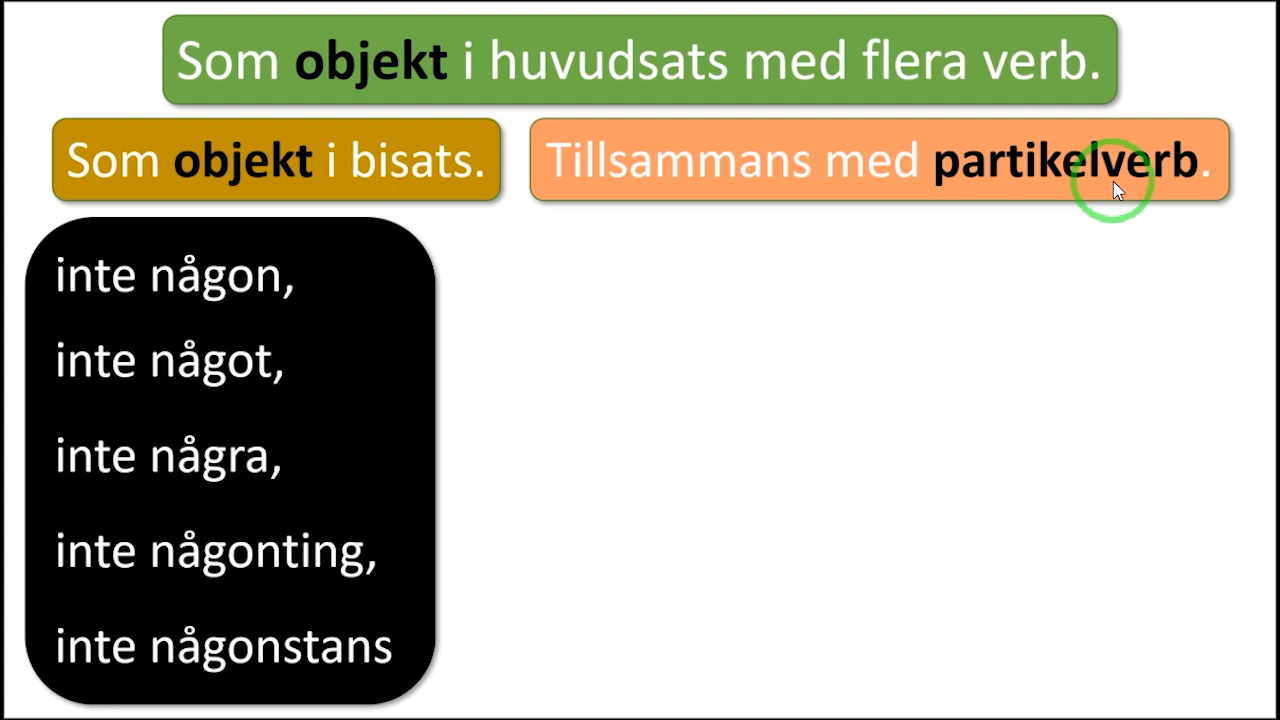 Som objekt i huvudsats med flera verb.
Som objekt i bisats.
Tillsammans med partikelverb.
inte någon,
inte något,
inte några,
inte någonting,
inte någonstans